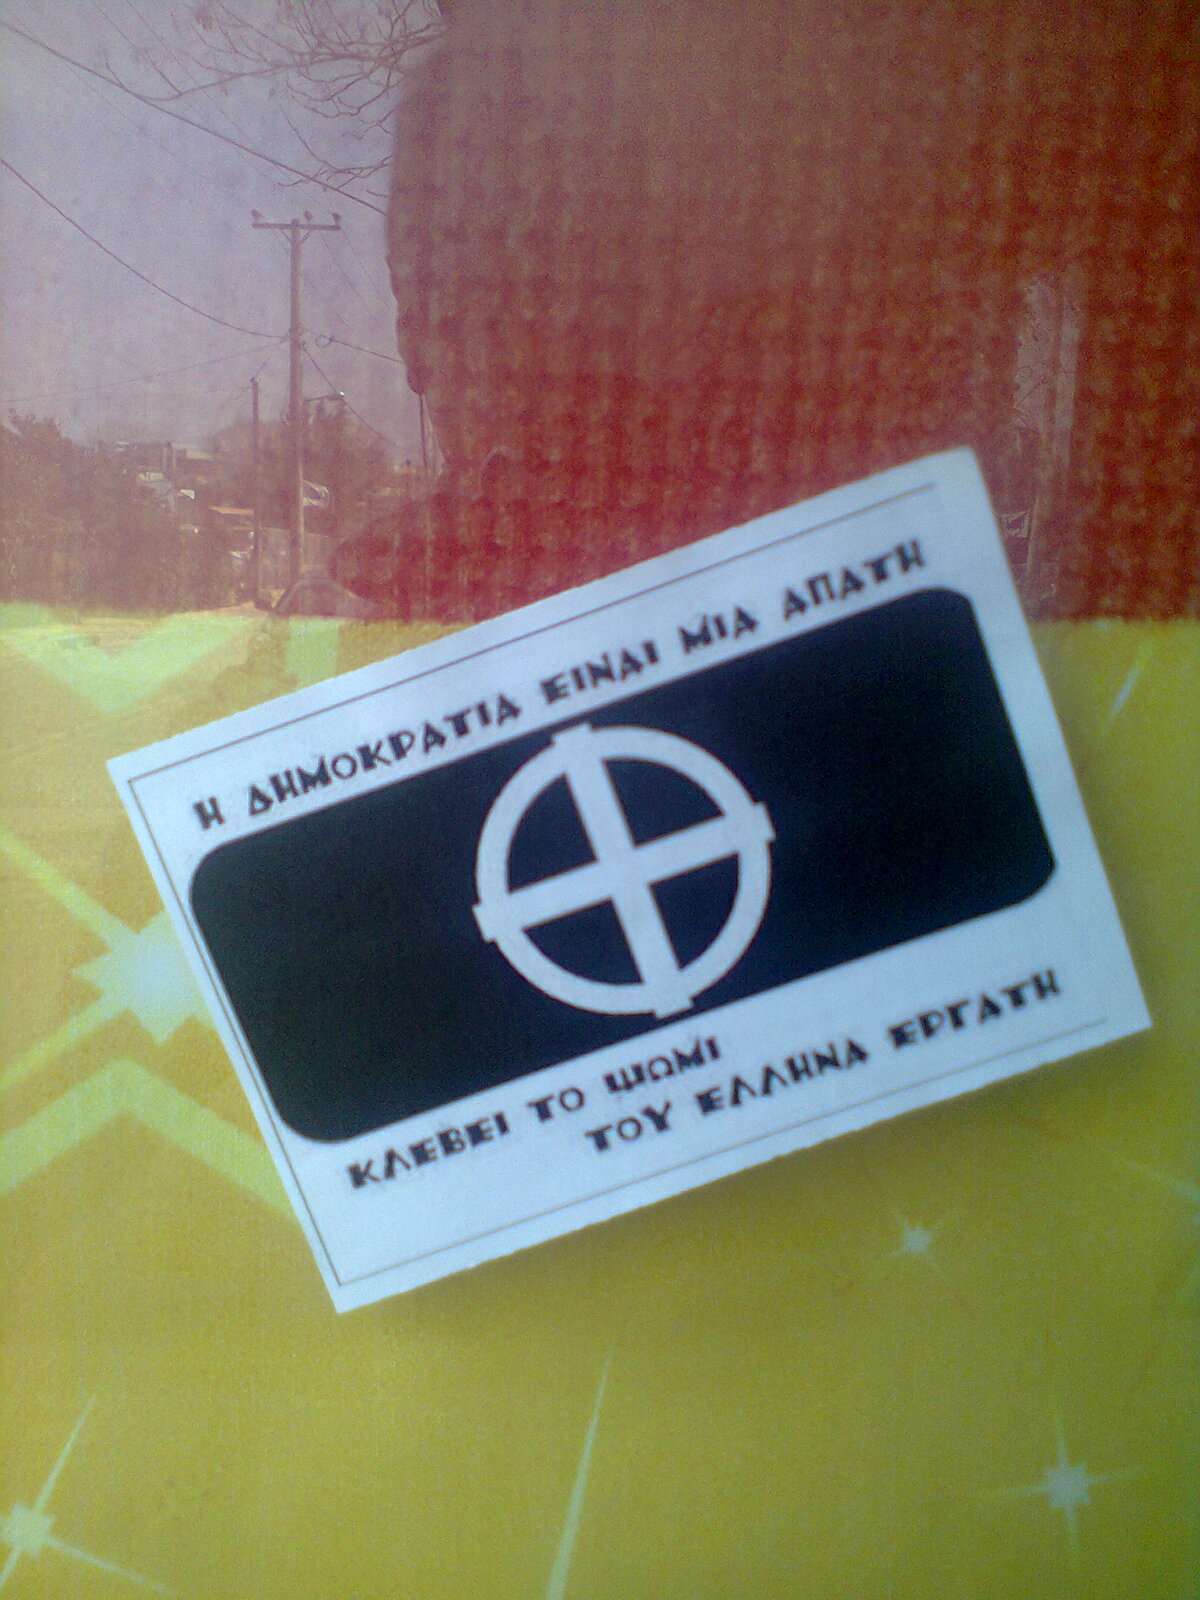 Η ΔΗΜΟΚΡΑΤΙΑ ΕΙΝΑΙ ΜΙΑ ΑΠΑΤΗ
ΚΛΕΒΕΙ ΤΟ ΨΩΜΙ
ΤΟΥ ΕΛΛΗΝΑ ΕΡΓΑΤΗ